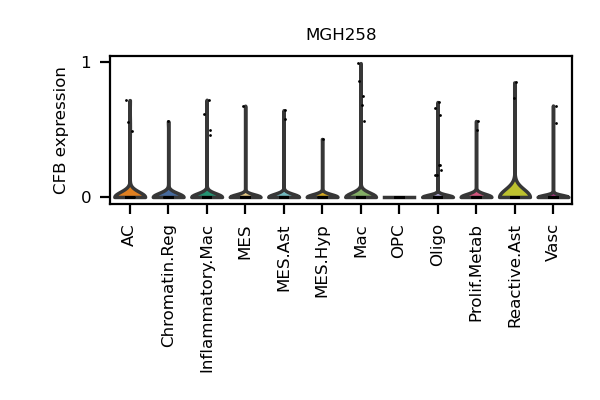 MGH258
CFB expression
1
0
AC
Chromatin.Reg
Inflammatory.Mac
MES
MES.Ast
MES.Hyp
Mac
OPC
Oligo
Prolif.Metab
Reactive.Ast
Vasc